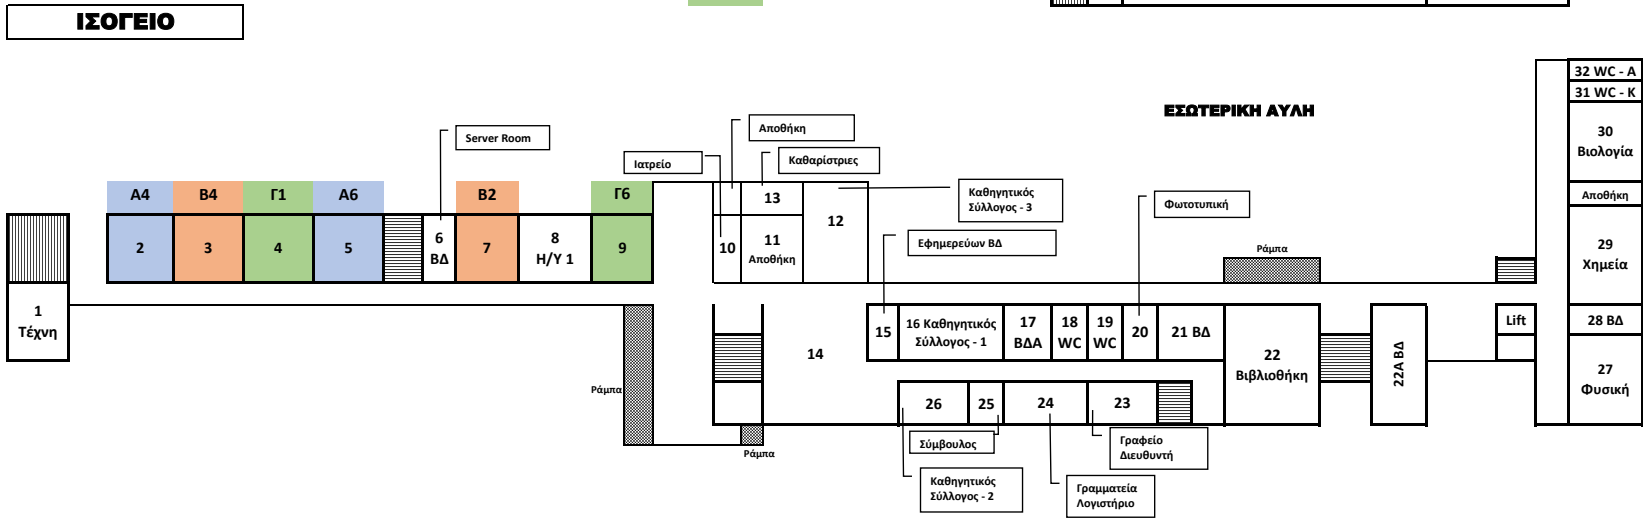 ΙΣΟΓΕΙΟ
32 WC - Α
31 WC - Κ
ΕΣΩΤΕΡΙΚΗ ΑΥΛΗ
Αποθήκη
Server Room
30
Βιολογία
Ιατρείο
Καθαρίστριες
Α4
Β4
Γ1
Α6
Β2
Γ6
13
Καθηγητικός
Σύλλογος - 3
Αποθήκη
Φωτοτυπική
12
2
3
4
5
6
ΒΔ
7
8
Η/Υ 1
9
10
11
Αποθήκη
Εφημερεύων ΒΔ
Ράμπα
29
Χημεία
1
Τέχνη
15
16 Καθηγητικός
Σύλλογος - 1
17
ΒΔΑ
18
WC
19
WC
20
21 ΒΔ
Lift
28 ΒΔ
14
22
Βιβλιοθήκη
22Α ΒΔ
27
Φυσική
Ράμπα
26
25
24
23
Σύμβουλος
Γραφείο
Διευθυντή
Ράμπα
Καθηγητικός
Σύλλογος - 2
Γραμματεία
Λογιστήριο